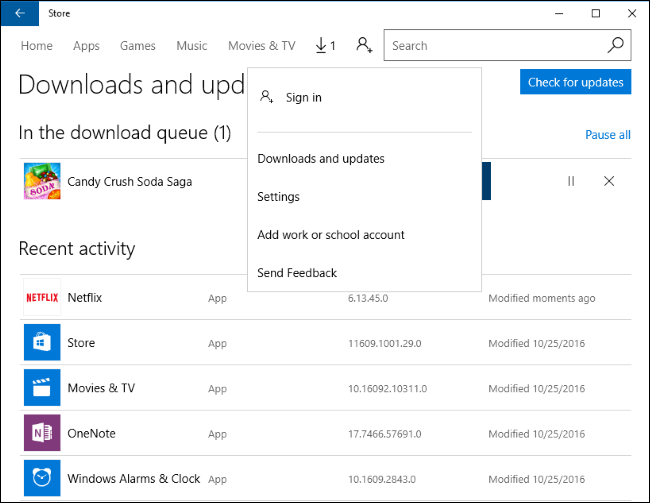 Store
Home Apps Games Music Movies & TV 1 Search
Downloads and upd
Check for updates
Sign in
In the download queue (1)
Pause all
Downloads and updates
SODA
Candy Crush Soda Saga
Settings
Add work or school account
Recent activity
Send Feedback
NETFLIX Netflix App 6.13.45.0 Modified moments ago
Store App 11609.1001.29.0 Modified 10/25/2016
Movies & TV App 10.16092.10311.0 Modified 10/25/2016
N OneNote App 17.7466.57691.0 Modified 10/25/2016
Windows Alarms & Clock App 10.1609.2843.0 Modified 10/25/2016